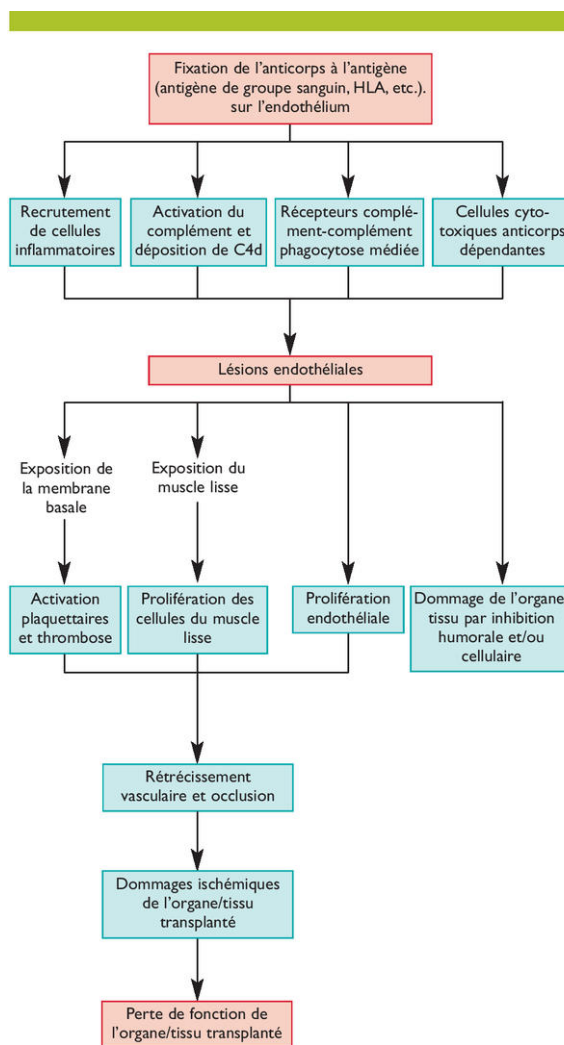 Fixation de l'anticorps à l'antigène
(antigène de groupe sanguin, HLA, etc.).
sur l'endothélium
Recrutement
de cellules
inflammatoires
Activation du
complément et
déposition de C4d
Récepteurs complé-
ment-complément
phagocytose médiée
Cellules cyto-
toxiques anticorps
dépendantes
Lésions endothéliales
Exposition de
la membrane
basale
Exposition du
muscle lisse
Activation
plaquettaires
et thrombose
Prolifération des
cellules du muscle
lisse
Prolifération
endothéliale
Dommage de l'organe
tissu par inhibition
humorale et/ou
cellulaire
Rétrécissement
vasculaire et occlusion
Dommages ischémiques
de l'organe/tissu
transplanté
Perte de fonction de
l'organe/tissu transplanté